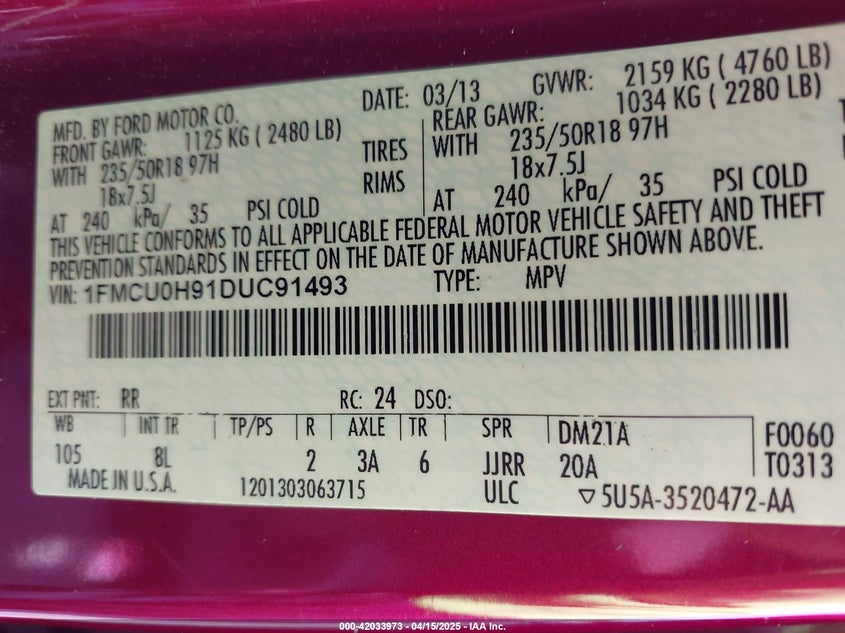 MFD. BY FORD MOTOR CO.
DATE: 03/13
GVWR: 2159 KG ( 4760 LB)
FRONT GAWR: 1125 KG ( 2480 LB)
REAR GAWR: 1034 KG ( 2280 LB)
WITH 235/50R18 97H
TIRES
WITH 235/50R18 97H
18x7.5J
RIMS
18x7.5J
AT 240 kPa/ 35 PSI COLD
AT 240 kPa/ 35 PSI COLD
THIS VEHICLE CONFORMS TO ALL APPLICABLE FEDERAL MOTOR VEHICLE SAFETY AND THEFT
PREVENTION STANDARDS IN EFFECT ON THE DATE OF MANUFACTURE SHOWN ABOVE.
VIN: 1FMCU0H91DUC91493
TYPE: MPV
EXT PNT: RR
RC: 24 DSO:
WB INT TR TP/PS R AXLE TR SPR DM21A F0060
105 8L 2 3A 6 JJRR 20A T0313
MADE IN U.S.A. 1201303063715 ULC ▽5U5A-3520472-AA
000-42033973 - 04/15/2025 - IAA Inc.